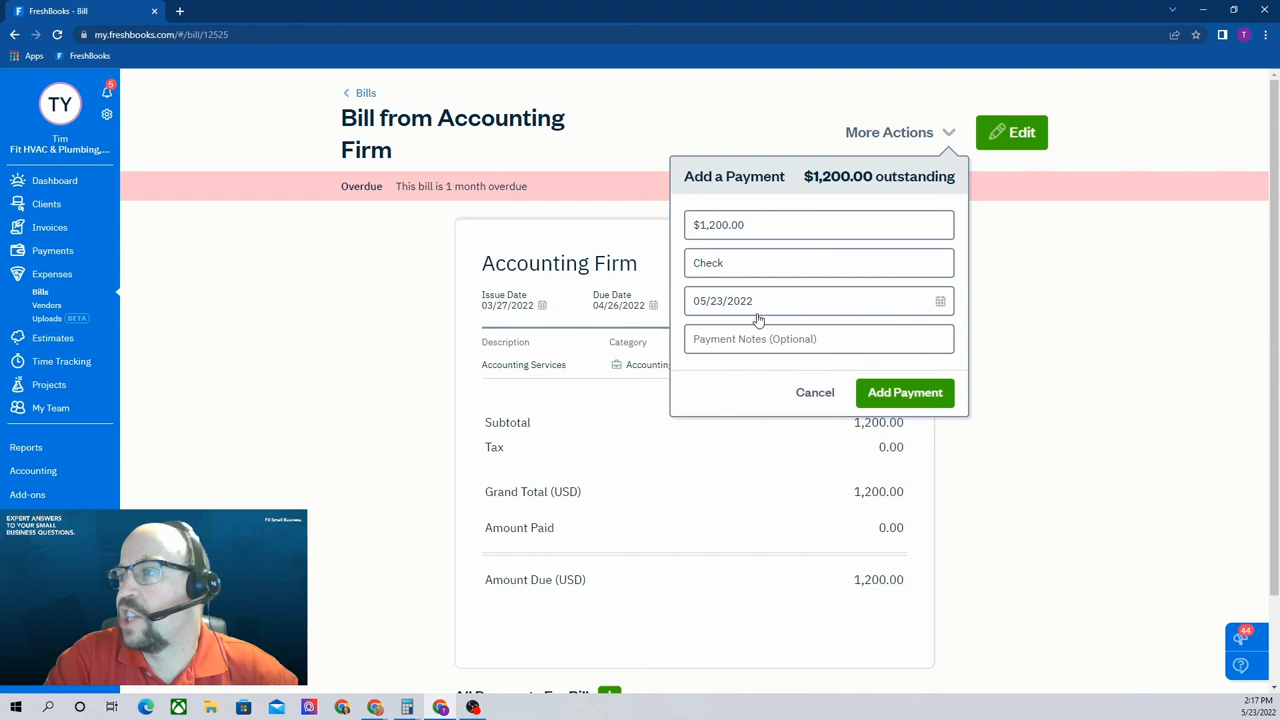 FreshBooks - Bill
my.freshbooks.com/#/bill/12525
T
Apps
FreshBooks
TY
5
Tim
Fit HVAC & Plumbing,...
Dashboard
Clients
Invoices
Payments
Expenses
Bills
Vendors
Uploads BETA
Estimates
Time Tracking
Projects
My Team
Reports
Accounting
Add-ons
Bills
Bill from Accounting
Firm
More Actions
Edit
Overdue This bill is 1 month overdue
Add a Payment $1,200.00 outstanding
$1,200.00
Check
05/23/2022
Payment Notes (Optional)
Cancel
Add Payment
Accounting Firm
Issue Date
03/27/2022
Due Date
04/26/2022
Description Category
Accounting Services Accounting
Subtotal 1,200.00
Tax 0.00
Grand Total (USD) 1,200.00
Amount Paid 0.00
Amount Due (USD) 1,200.00
EXPERT ANSWERS
TO YOUR SMALL
BUSINESS QUESTIONS.
Fit Small Business
44
2:17 PM
5/23/2022